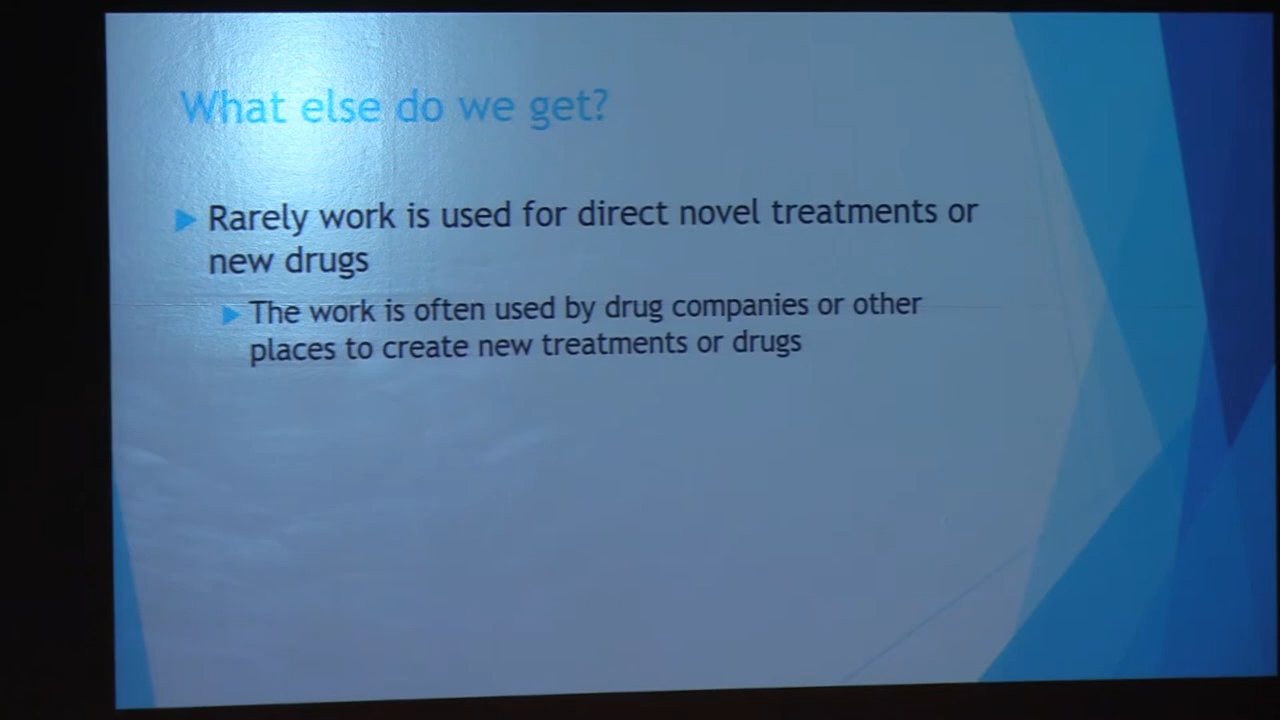 What else do we get?
Rarely work is used for direct novel treatments or
new drugs
The work is often used by drug companies or other
places to create new treatments or drugs